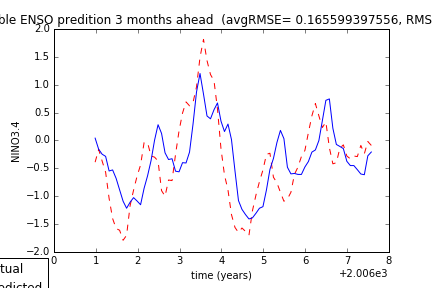 ble ENSO predition 3 months ahead (avgRMSE= 0.165599397556, RMS
2.0
1.5
1.0
0.5
0.0
−0.5
−1.0
−1.5
−2.0
NINO3.4
0 1 2 3 4 5 6 7 8
time (years)
+2.006e3
tual
edicted